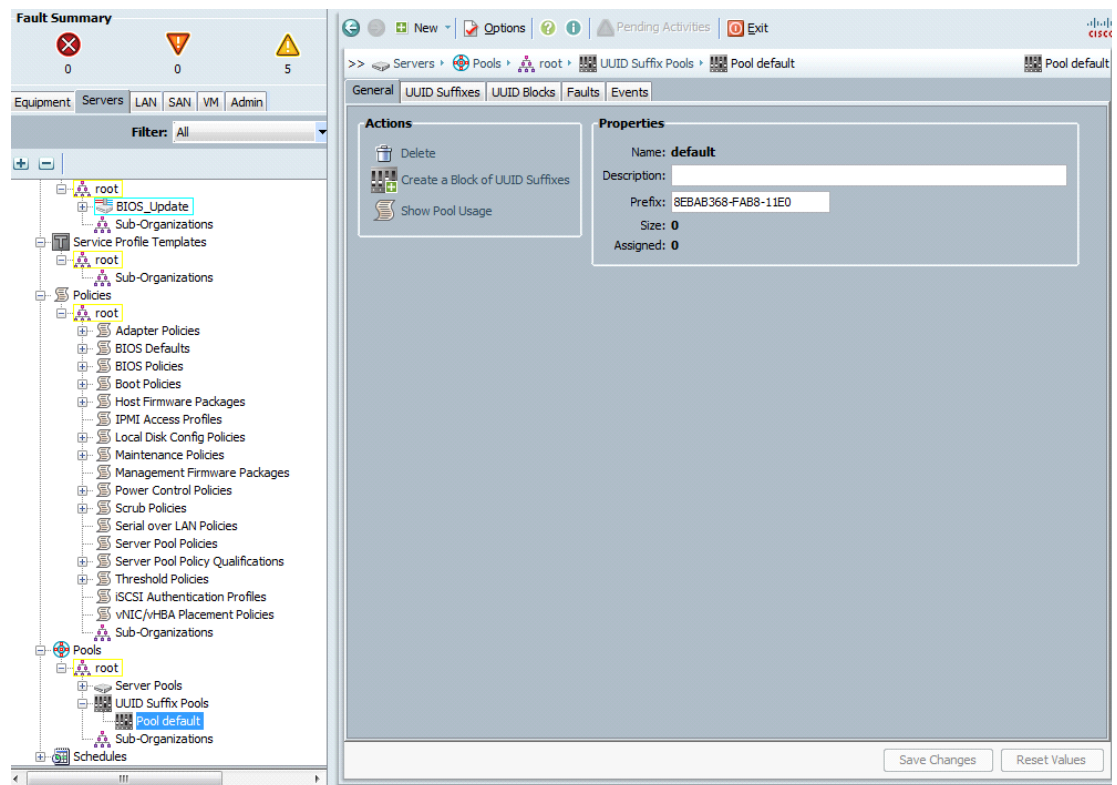 Fault Summary
0 0 5
Equipment Servers LAN SAN VM Admin
Filter: All
root
BIOS_Update
Sub-Organizations
Service Profile Templates
root
Sub-Organizations
Policies
root
Adapter Policies
BIOS Defaults
BIOS Policies
Boot Policies
Host Firmware Packages
IPMI Access Profiles
Local Disk Config Policies
Maintenance Policies
Management Firmware Packages
Power Control Policies
Scrub Policies
Serial over LAN Policies
Server Pool Policies
Server Pool Policy Qualifications
Threshold Policies
iSCSI Authentication Profiles
vNIC/vHBA Placement Policies
Sub-Organizations
Pools
root
Server Pools
UUID Suffix Pools
Pool default
Sub-Organizations
Schedules
New Options Pending Activities Exit
cisco
>> Servers Pools root UUID Suffix Pools Pool default Pool default
General UUID Suffixes UUID Blocks Faults Events
Actions
Delete
Create a Block of UUID Suffixes
Show Pool Usage
Properties
Name: default
Description:
Prefix: 8EBAB368-FAB8-11E0
Size: 0
Assigned: 0
Save Changes Reset Values